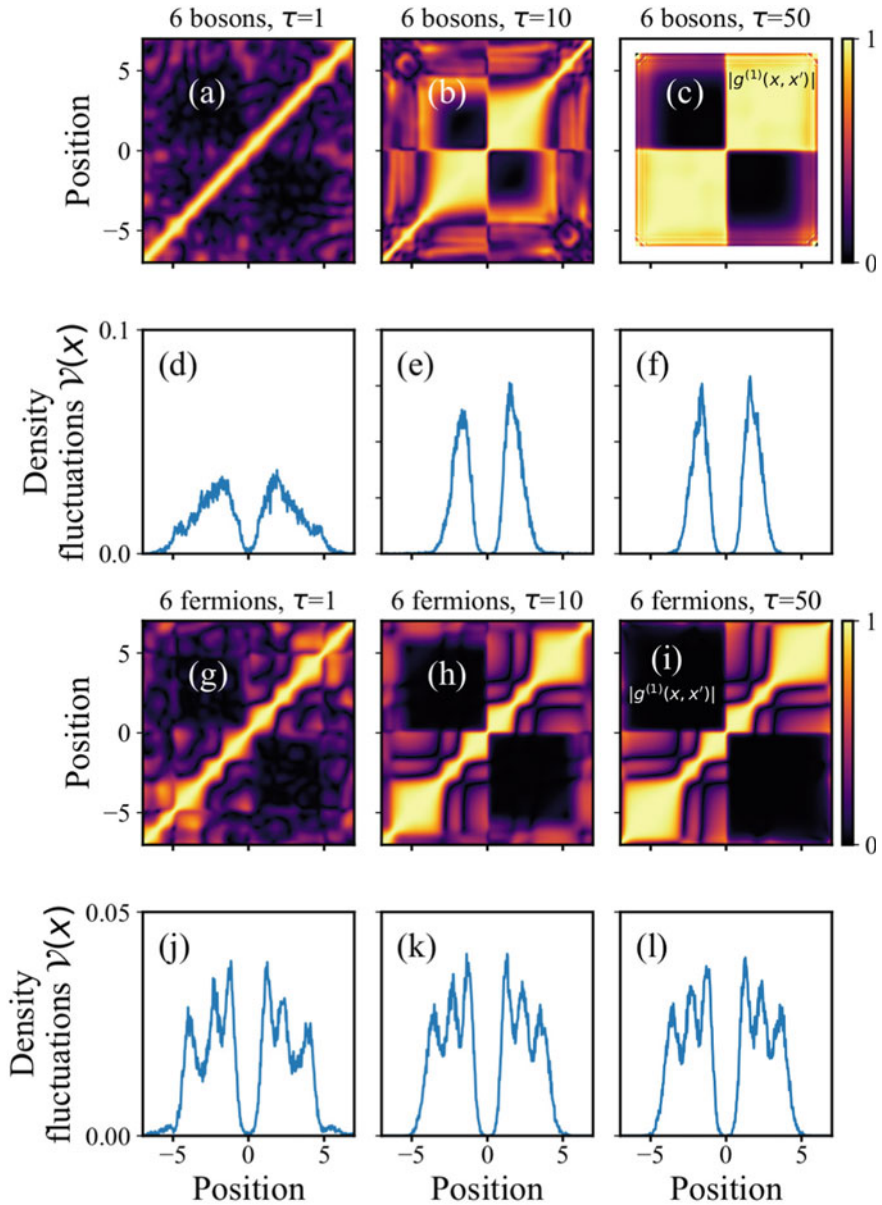 6 bosons, τ=1 6 bosons, τ=10 6 bosons, τ=50
Position
5
0
−5
(a)
(b)
(c)
|g⁽¹⁾(x, x′)|
1
0
Density
fluctuations 𝒱(x)
0.1
0.0
(d)
(e)
(f)
6 fermions, τ=1 6 fermions, τ=10 6 fermions, τ=50
Position
5
0
−5
(g)
(h)
(i)
|g⁽¹⁾(x, x′)|
1
0
Density
fluctuations 𝒱(x)
0.05
0.00
(j)
(k)
(l)
−5 0 5 −5 0 5 −5 0 5
Position Position Position